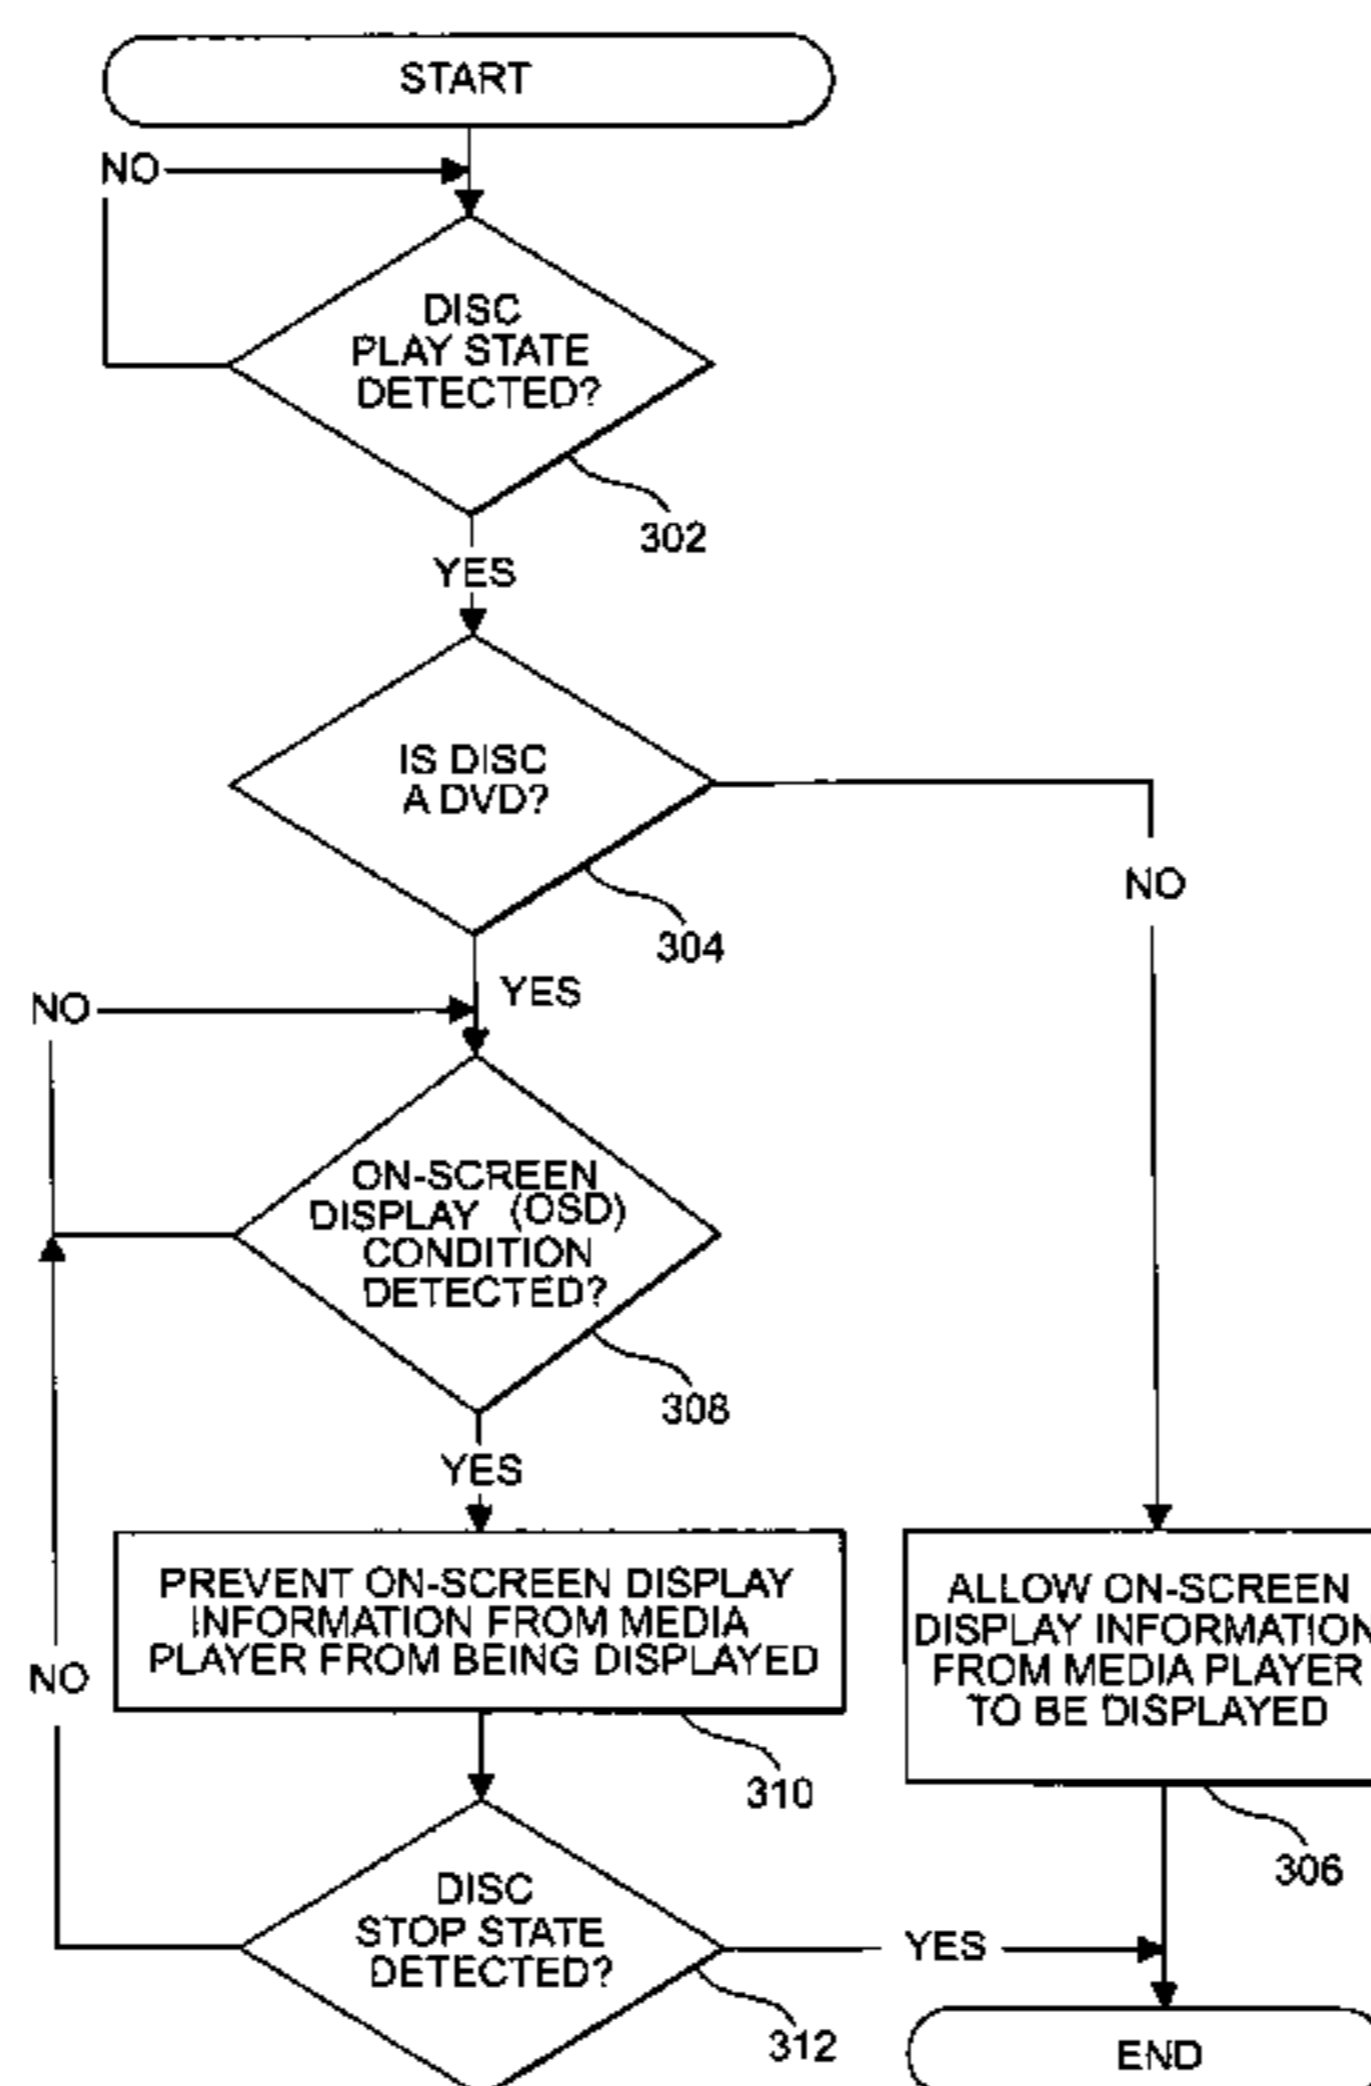 START
NO
DISC
PLAY STATE
DETECTED?
302
YES
IS DISC
A DVD?
304
NO
YES
NO
ON-SCREEN
DISPLAY (OSD)
CONDITION
DETECTED?
308
YES
PREVENT ON-SCREEN DISPLAY
INFORMATION FROM MEDIA
PLAYER FROM BEING DISPLAYED
310
ALLOW ON-SCREEN
DISPLAY INFORMATION
FROM MEDIA PLAYER
TO BE DISPLAYED
306
NO
DISC
STOP STATE
DETECTED?
312
YES
END